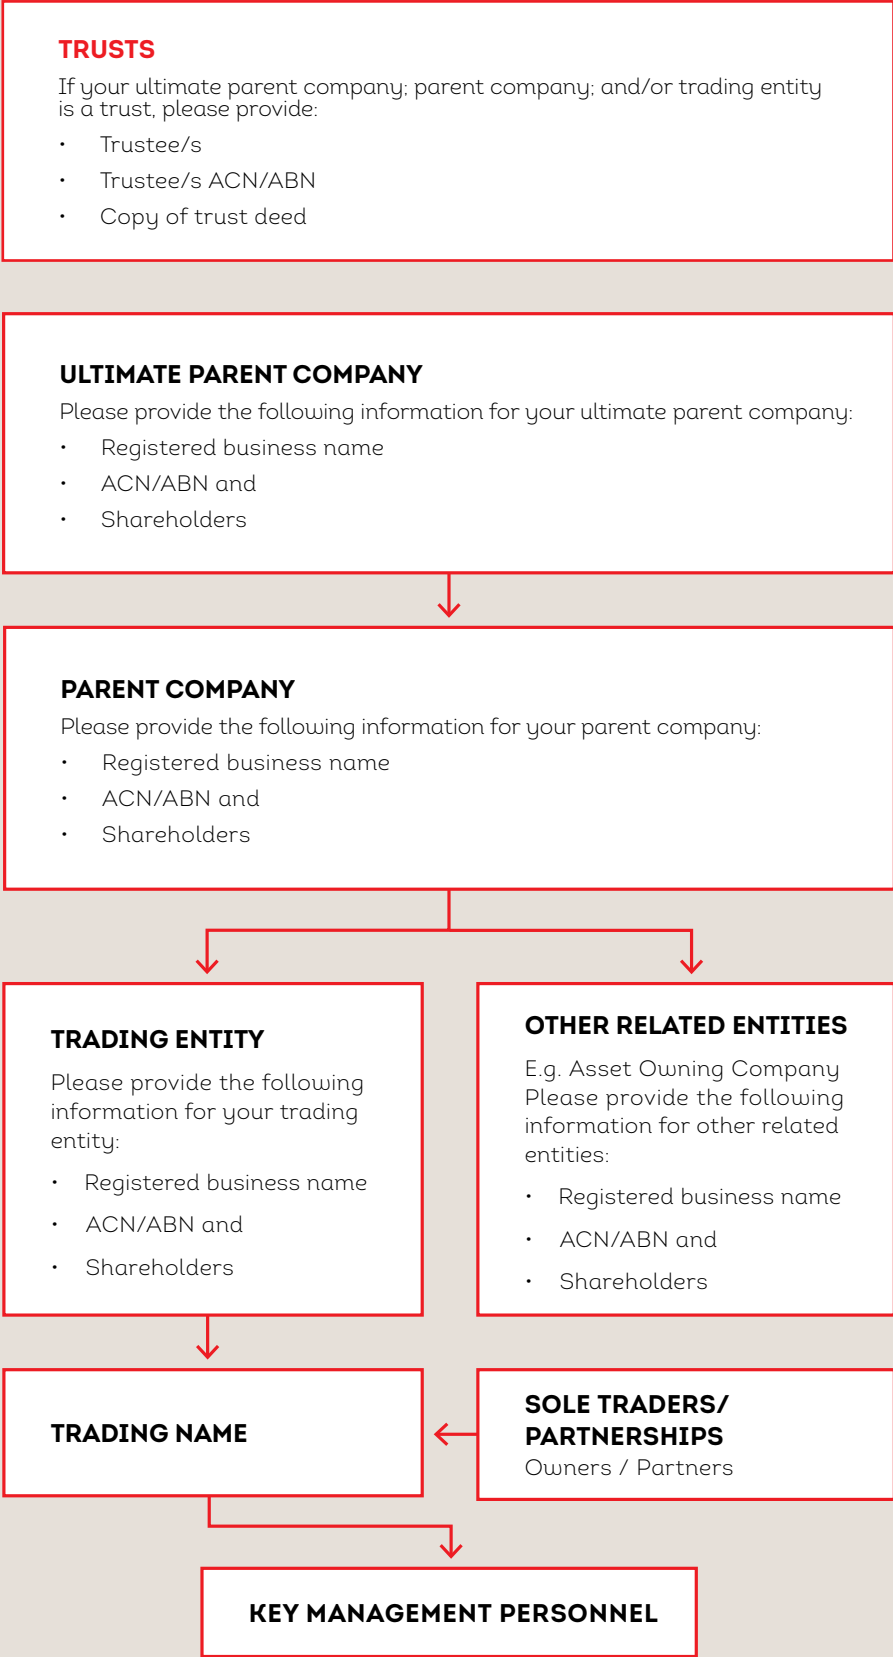 TRUSTS
If your ultimate parent company; parent company; and/or trading entity
is a trust, please provide:
• Trustee/s
• Trustee/s ACN/ABN
• Copy of trust deed
ULTIMATE PARENT COMPANY
Please provide the following information for your ultimate parent company:
• Registered business name
• ACN/ABN and
• Shareholders
PARENT COMPANY
Please provide the following information for your parent company:
• Registered business name
• ACN/ABN and
• Shareholders
TRADING ENTITY
Please provide the following
information for your trading
entity:
• Registered business name
• ACN/ABN and
• Shareholders
OTHER RELATED ENTITIES
E.g. Asset Owning Company
Please provide the following
information for other related
entities:
• Registered business name
• ACN/ABN and
• Shareholders
TRADING NAME
SOLE TRADERS/
PARTNERSHIPS
Owners / Partners
KEY MANAGEMENT PERSONNEL